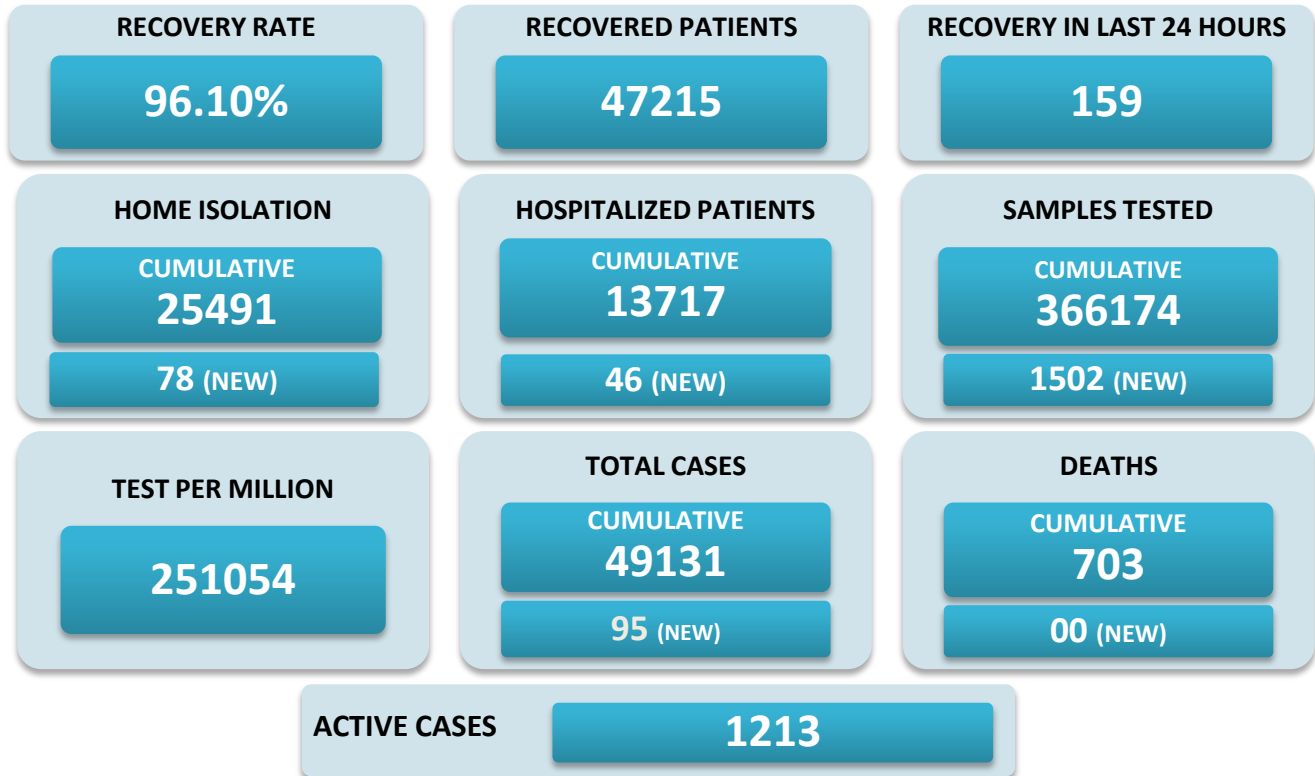 RECOVERY RATE
96.10%
RECOVERED PATIENTS
47215
RECOVERY IN LAST 24 HOURS
159
HOME ISOLATION
CUMULATIVE
25491
78 (NEW)
HOSPITALIZED PATIENTS
CUMULATIVE
13717
46 (NEW)
SAMPLES TESTED
CUMULATIVE
366174
1502 (NEW)
TEST PER MILLION
251054
TOTAL CASES
CUMULATIVE
49131
95 (NEW)
DEATHS
CUMULATIVE
703
00 (NEW)
ACTIVE CASES
1213